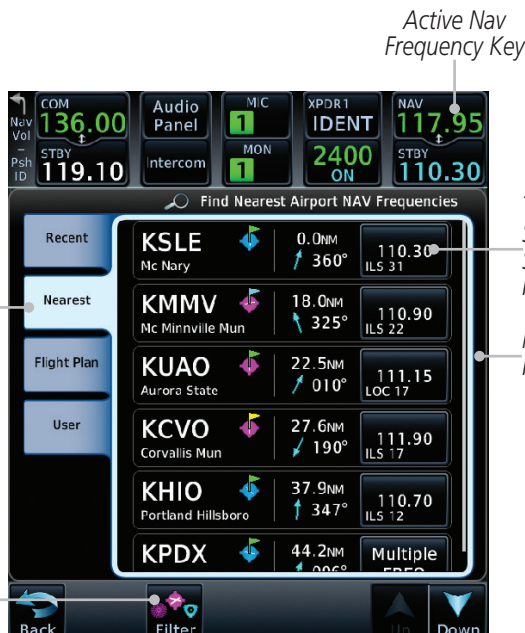 Active Nav
Frequency Key
Nav
Vol
–
Psh
ID
COM
136.00
STBY
119.10
Audio
Panel
Intercom
MIC
1
MON
1
XPDR1
IDENT
2400
ON
NAV
117.95
STBY
110.30
Find Nearest Airport NAV Frequencies
Recent
Nearest
Flight Plan
User
KSLE
Mc Nary
0.0NM
360°
110.30
ILS 31
KMMV
Mc Minnville Mun
18.0NM
325°
110.90
ILS 22
KUAO
Aurora State
22.5NM
010°
111.15
LOC 17
KCVO
Corvallis Mun
27.6NM
190°
111.90
ILS 17
KHIO
Portland Hillsboro
37.9NM
347°
110.70
ILS 12
KPDX
44.2NM
006°
Multiple
FREQ
Back
Filter
Up
Down